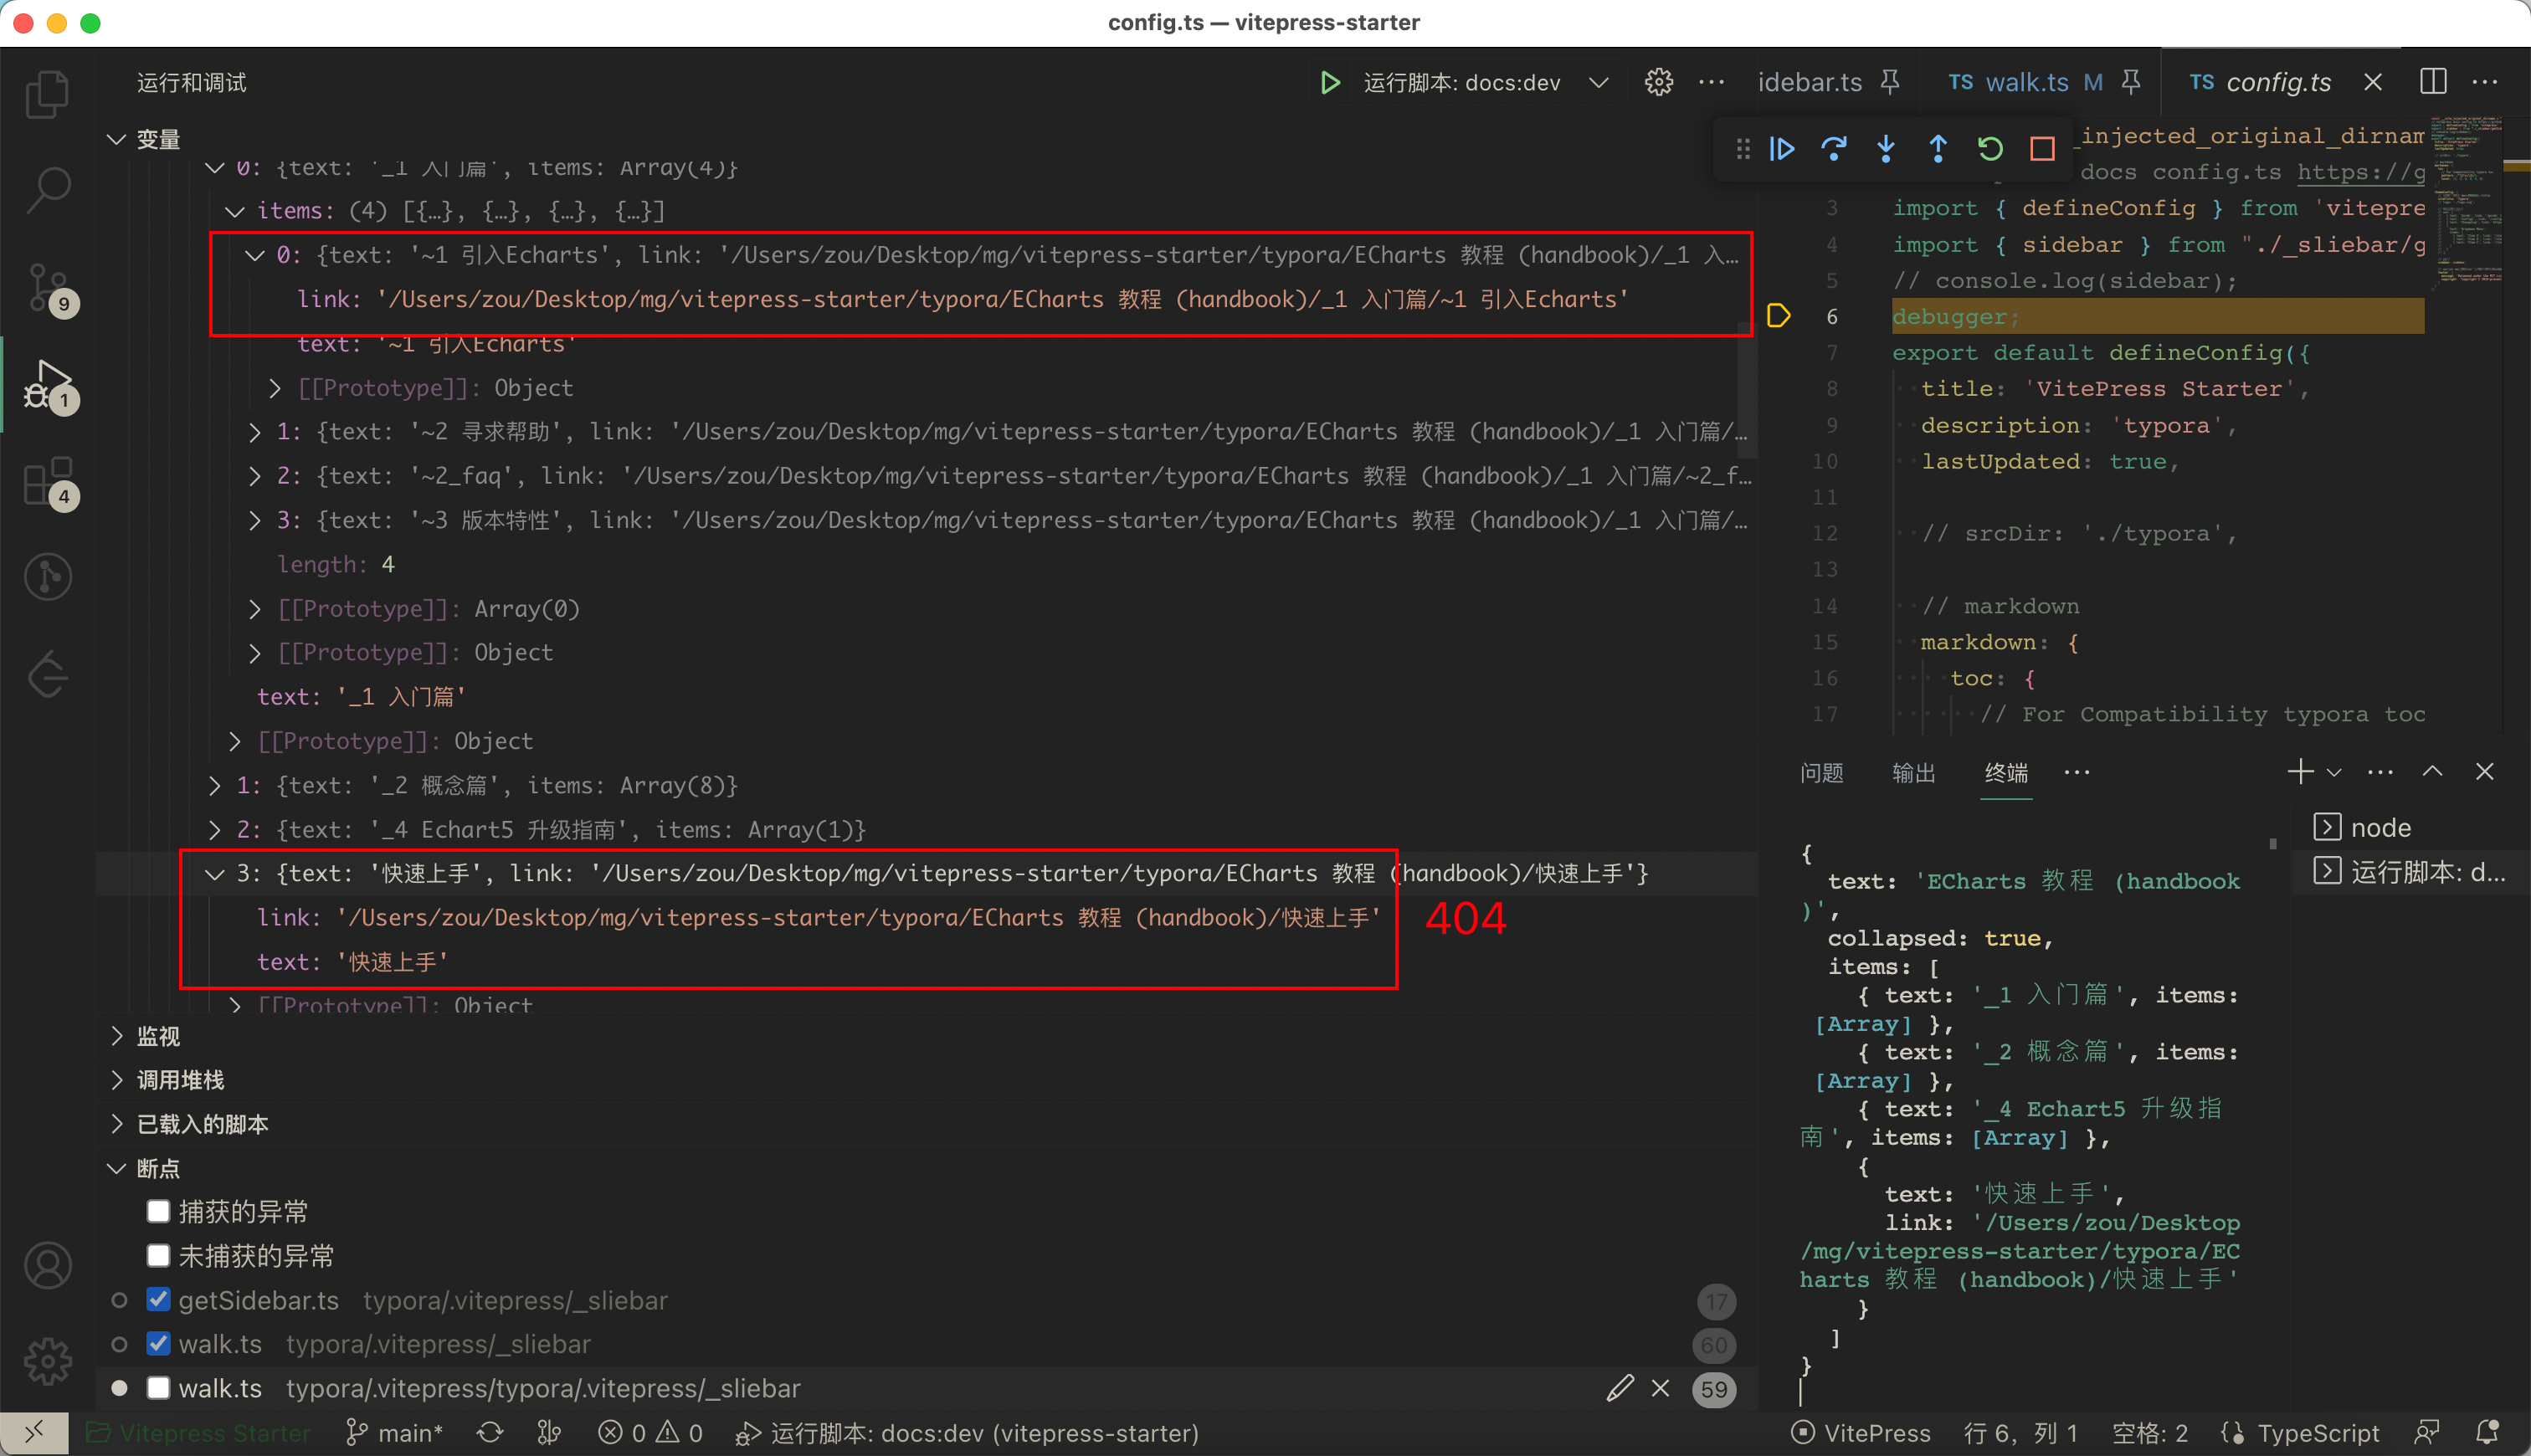 config.ts — vitepress-starter
运行和调试
运行脚本: docs:dev
idebar.ts
TS walk.ts M
TS config.ts
变量
0: {text: '_1 入门篇', items: Array(4)}
items: (4) [{…}, {…}, {…}, {…}]
0: {text: '~1 引入Echarts', link: '/Users/zou/Desktop/mg/vitepress-starter/typora/ECharts 教程 (handbook)/_1 入…
link: '/Users/zou/Desktop/mg/vitepress-starter/typora/ECharts 教程 (handbook)/_1 入门篇/~1 引入Echarts'
text: '~1 引入Echarts'
[[Prototype]]: Object
1: {text: '~2 寻求帮助', link: '/Users/zou/Desktop/mg/vitepress-starter/typora/ECharts 教程 (handbook)/_1 入门篇/…
2: {text: '~2_faq', link: '/Users/zou/Desktop/mg/vitepress-starter/typora/ECharts 教程 (handbook)/_1 入门篇/~2_f…
3: {text: '~3 版本特性', link: '/Users/zou/Desktop/mg/vitepress-starter/typora/ECharts 教程 (handbook)/_1 入门篇/…
length: 4
[[Prototype]]: Array(0)
[[Prototype]]: Object
text: '_1 入门篇'
[[Prototype]]: Object
1: {text: '_2 概念篇', items: Array(8)}
2: {text: '_4 Echart5 升级指南', items: Array(1)}
3: {text: '快速上手', link: '/Users/zou/Desktop/mg/vitepress-starter/typora/ECharts 教程 (handbook)/快速上手'}
link: '/Users/zou/Desktop/mg/vitepress-starter/typora/ECharts 教程 (handbook)/快速上手'
404
text: '快速上手'
[[Prototype]]: Object
监视
调用堆栈
已载入的脚本
断点
捕获的异常
未捕获的异常
getSidebar.ts typora/.vitepress/_sliebar 17
walk.ts typora/.vitepress/_sliebar 60
walk.ts typora/.vitepress/typora/.vitepress/_sliebar 59
9
1
4
_injected_original_dirnam
docs config.ts https://g
3 import { defineConfig } from 'vitepre
4 import { sidebar } from "./_sliebar/g
5 // console.log(sidebar);
6 debugger;
7 export default defineConfig({
8 title: 'VitePress Starter',
9 description: 'typora',
10 lastUpdated: true,
11
12 // srcDir: './typora',
13
14 // markdown
15 markdown: {
16 toc: {
17 // For Compatibility typora toc
问题 输出 终端
node
运行脚本: d…
{
text: 'ECharts 教程 (handbook
)',
collapsed: true,
items: [
{ text: '_1 入门篇', items:
[Array] },
{ text: '_2 概念篇', items:
[Array] },
{ text: '_4 Echart5 升级指
南', items: [Array] },
{
text: '快速上手',
link: '/Users/zou/Desktop
/mg/vitepress-starter/typora/EC
harts 教程 (handbook)/快速上手'
}
]
}
Vitepress Starter
main*
0 0
运行脚本: docs:dev (vitepress-starter)
VitePress
行 6，列 1
空格: 2
TypeScript